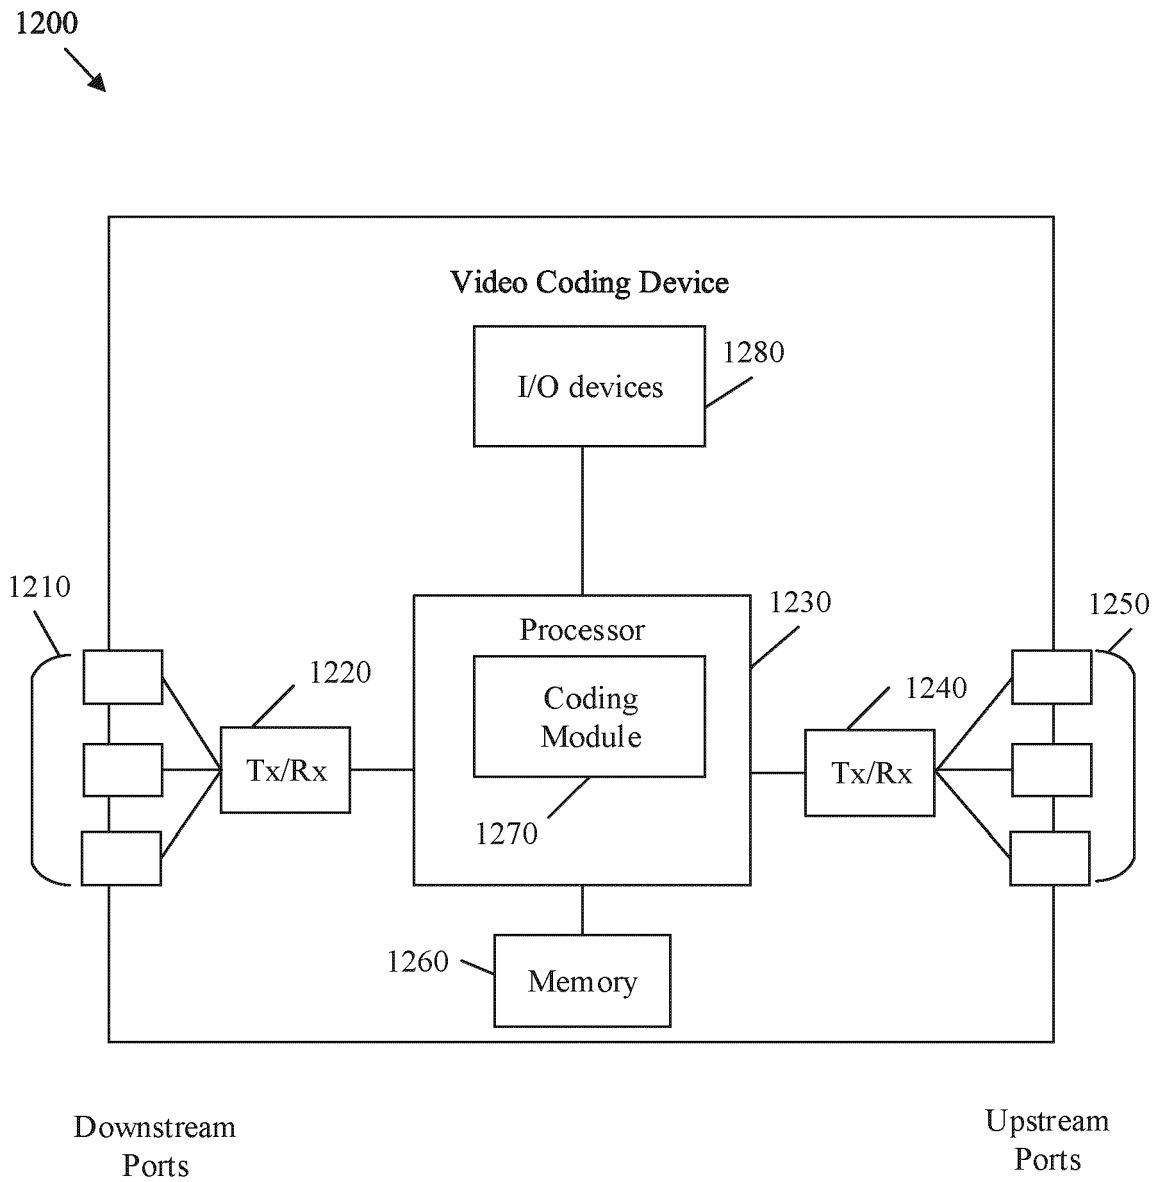 1200
Video Coding Device
I/O devices
1280
1210
1220
Tx/Rx
Processor
1230
Coding
Module
1270
1240
Tx/Rx
1250
1260
Memory
Downstream
Ports
Upstream
Ports